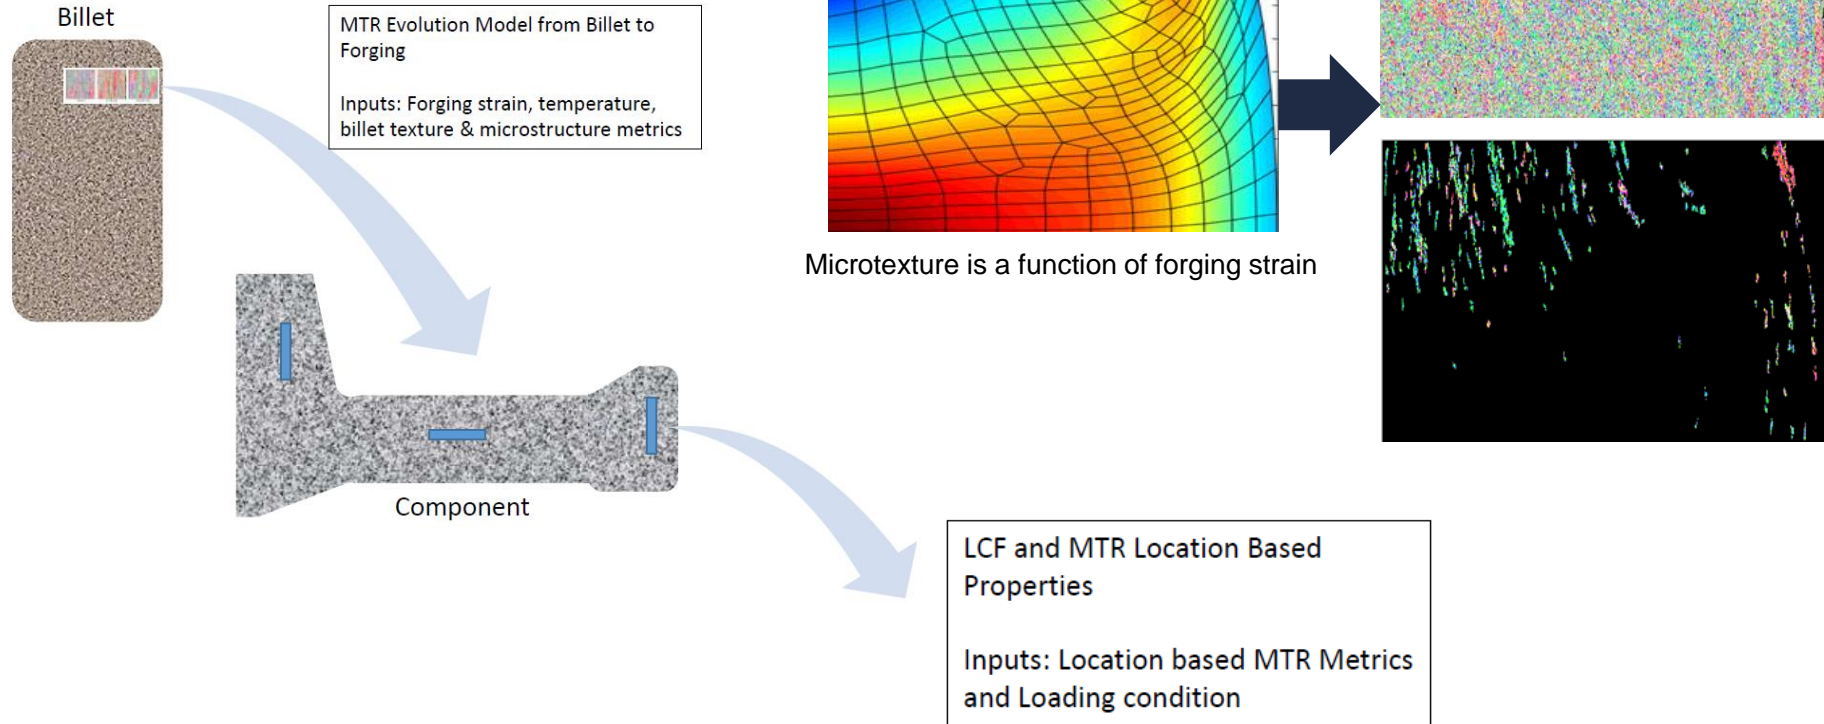 Billet
MTR Evolution Model from Billet to
Forging
Inputs: Forging strain, temperature,
billet texture & microstructure metrics
Microtexture is a function of forging strain
Component
LCF and MTR Location Based
Properties
Inputs: Location based MTR Metrics
and Loading condition